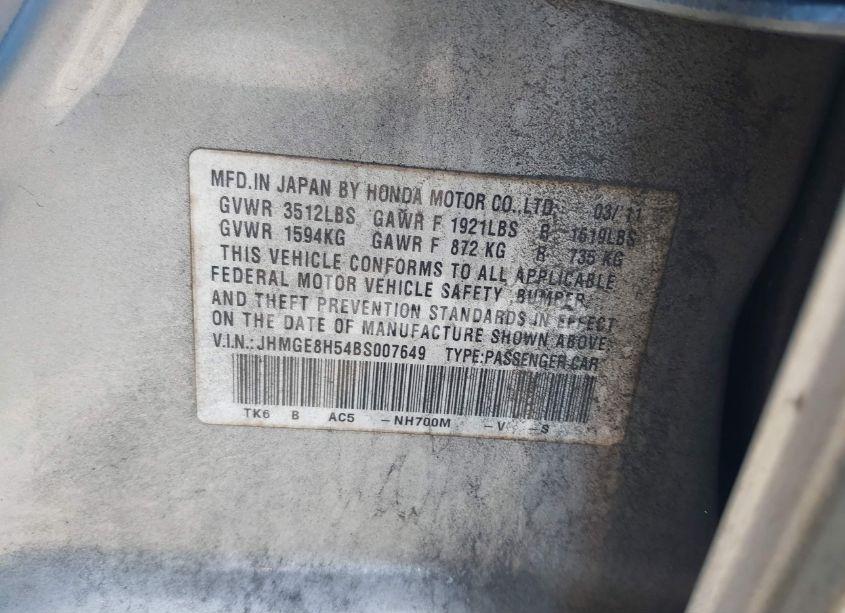 MFD.IN JAPAN BY HONDA MOTOR CO.,LTD. 03/11
GVWR 3512LBS GAWR F 1921LBS R 1619LBS
GVWR 1594KG GAWR F 872 KG R 735 KG
THIS VEHICLE CONFORMS TO ALL APPLICABLE
FEDERAL MOTOR VEHICLE SAFETY, BUMPER,
AND THEFT PREVENTION STANDARDS IN EFFECT
ON THE DATE OF MANUFACTURE SHOWN ABOVE.
V.I.N.:JHMGE8H54BS007649 TYPE:PASSENGER CAR
TK6 B AC5 -NH700M -V -S